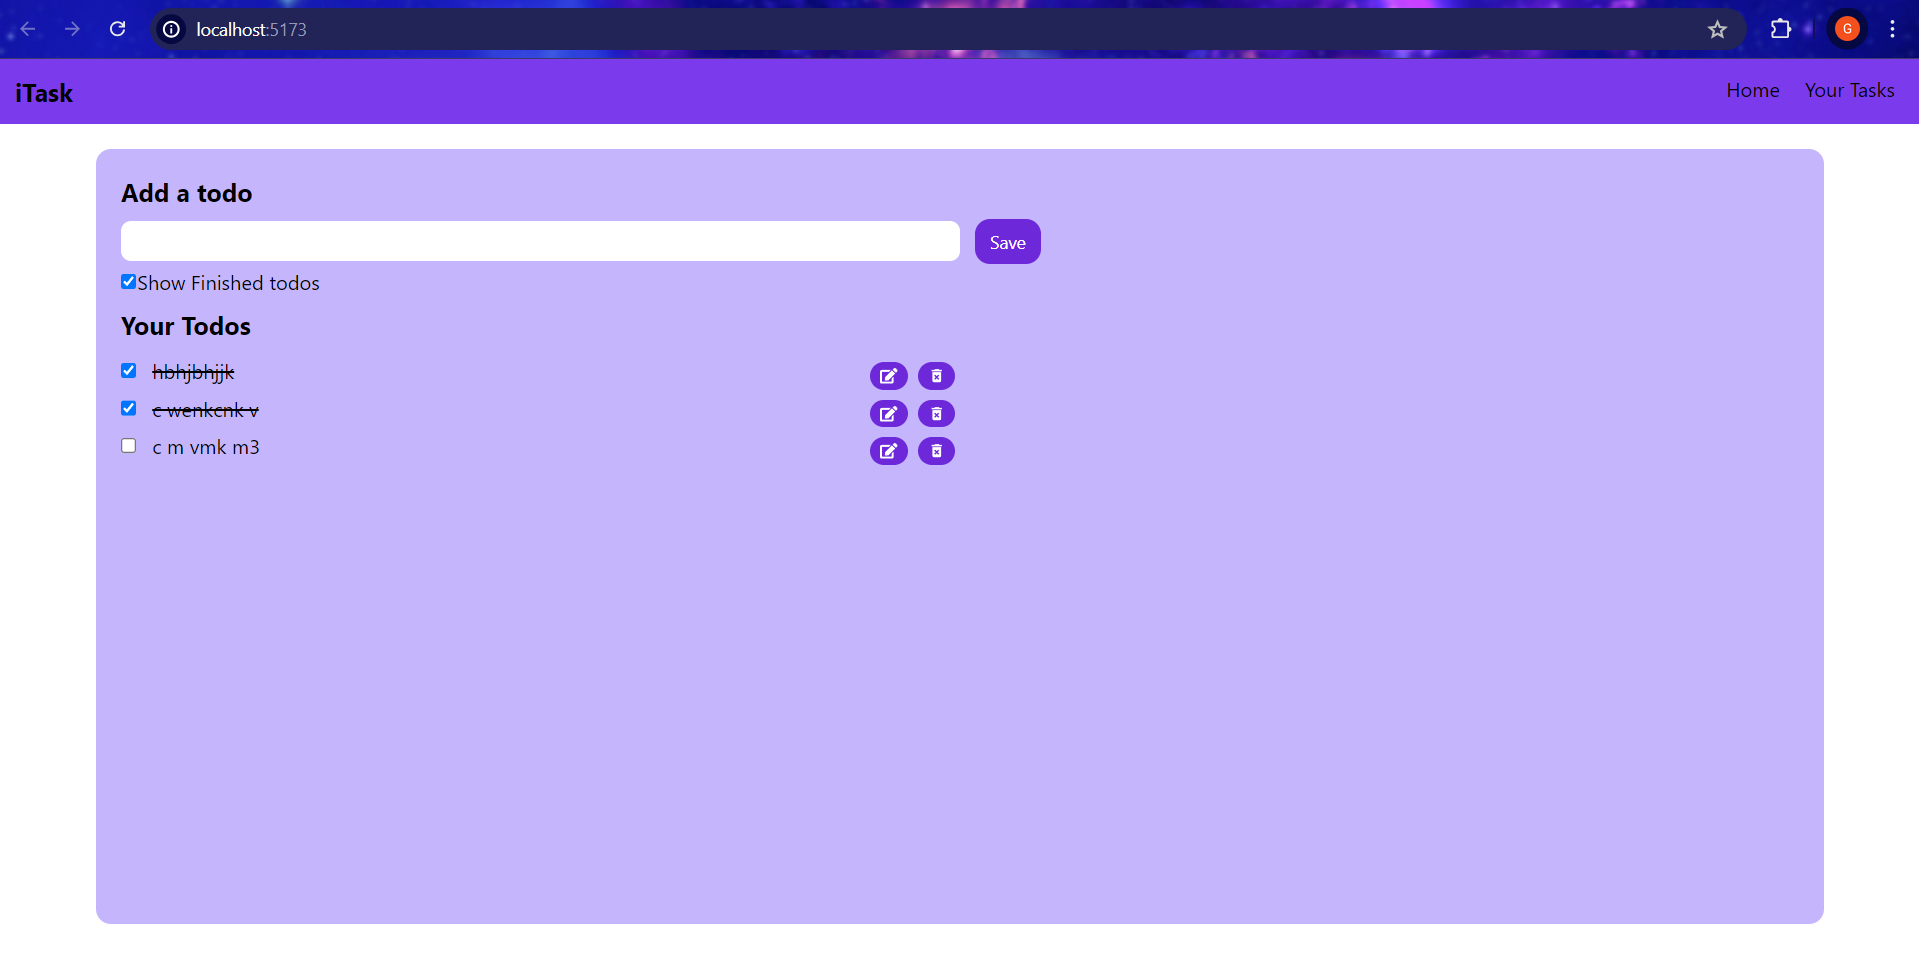 localhost:5173
G
iTask
Home Your Tasks
Add a todo
Save
Show Finished todos
Your Todos
hbhjbhjjk
c wenkcnk v
c m vmk m3